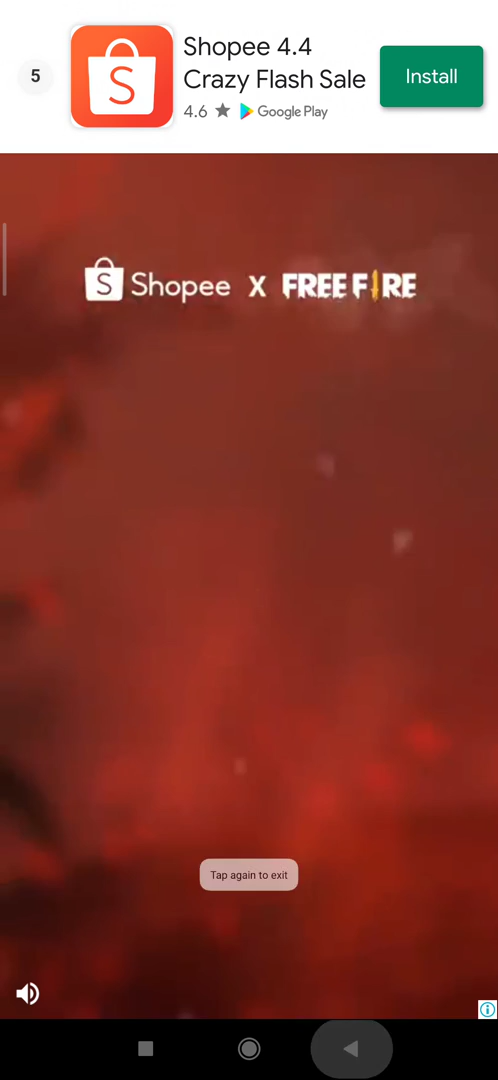 5
Shopee 4.4
Crazy Flash Sale
4.6 ★ Google Play
Install
Shopee X FREE FIRE
Tap again to exit